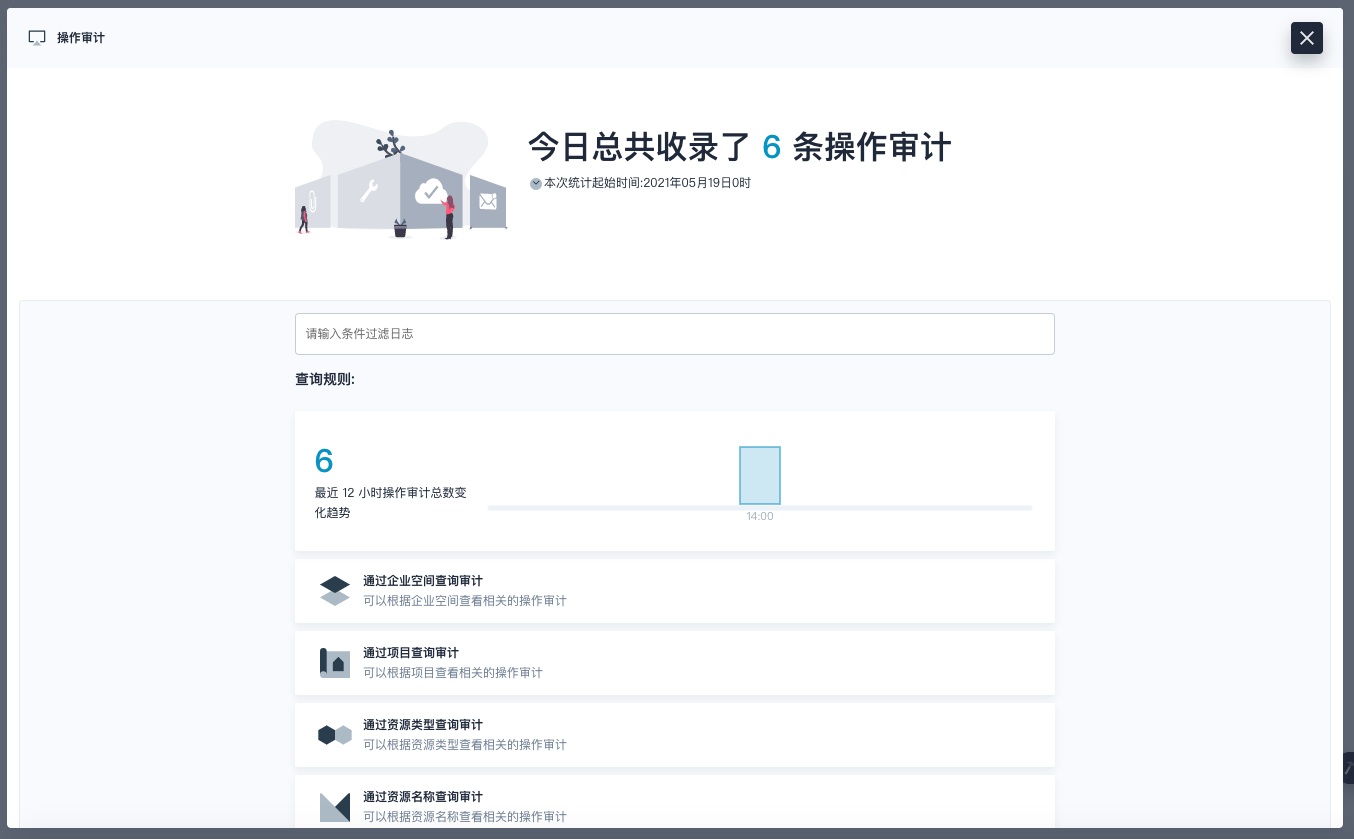 操作审计
今日总共收录了 6 条操作审计
本次统计起始时间:2021年05月19日0时
请输入条件过滤日志
查询规则:
6
最近 12 小时操作审计总数变
化趋势
14:00
通过企业空间查询审计
可以根据企业空间查看相关的操作审计
通过项目查询审计
可以根据项目查看相关的操作审计
通过资源类型查询审计
可以根据资源类型查看相关的操作审计
通过资源名称查询审计
可以根据资源名称查看相关的操作审计